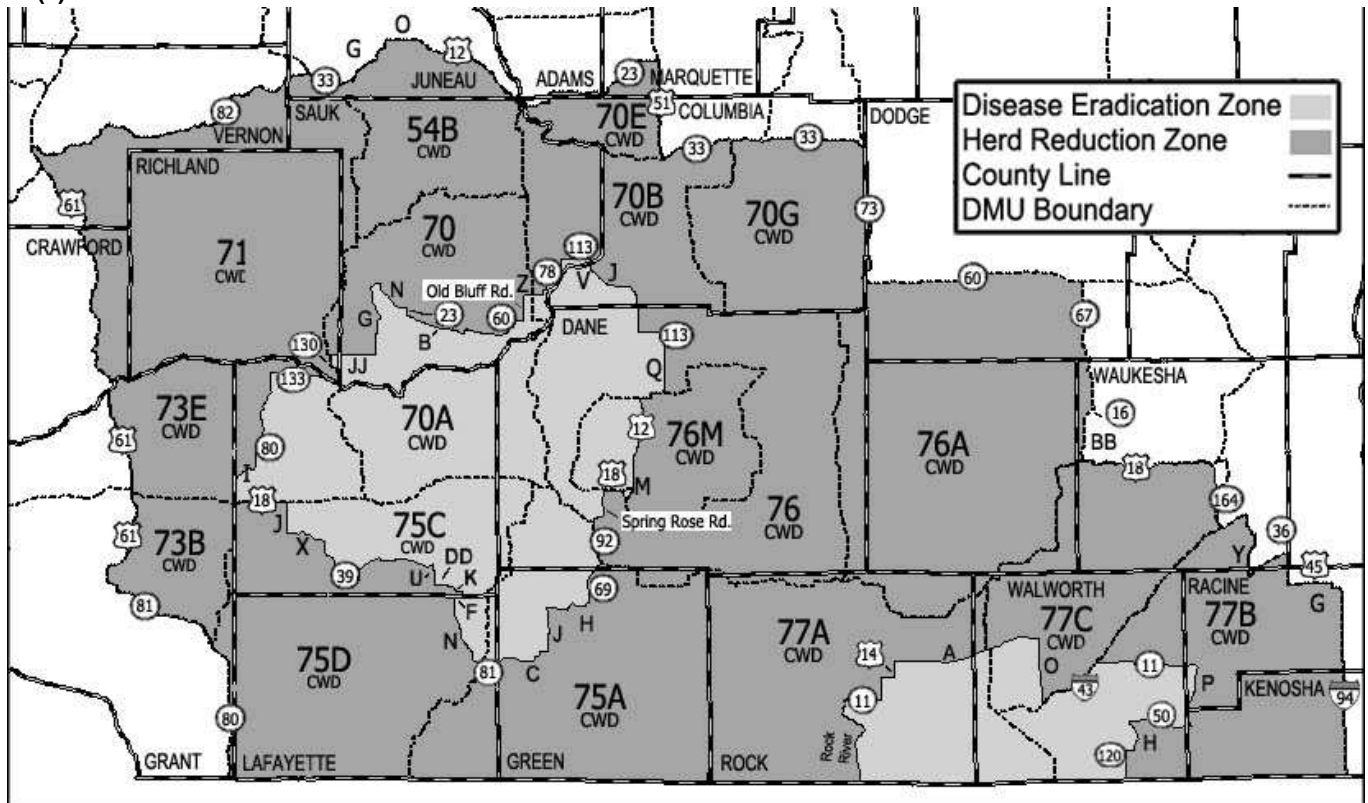 O
G
12
33
JUNEAU
ADAMS
23
MARQUETTE
51
COLUMBIA
DODGE
Disease Eradication Zone
Herd Reduction Zone
County Line
DMU Boundary
82
VERNON
SAUK
54B
CWD
70E
CWD
33
33
RICHLAND
61
CRAWFORD
71
CWD
70
CWD
70B
CWD
70G
CWD
73
113
78
V
J
Z
N
Old Bluff Rd.
23
60
G
B
DANE
60
67
130
JJ
133
113
Q
WAUKESHA
73E
CWD
70A
CWD
12
76M
CWD
76A
CWD
16
BB
61
80
I
18
18
M
18
164
J
Spring Rose Rd.
76
CWD
61
73B
CWD
X
75C
CWD
92
36
Y
39
U
DD
K
45
81
F
69
WALWORTH
RACINE
G
N
J
H
77A
CWD
77C
CWD
77B
CWD
75D
CWD
81
C
75A
CWD
14
A
O
11
P
43
KENOSHA
94
80
11
50
Rock
River
120
H
GRANT
LAFAYETTE
GREEN
ROCK